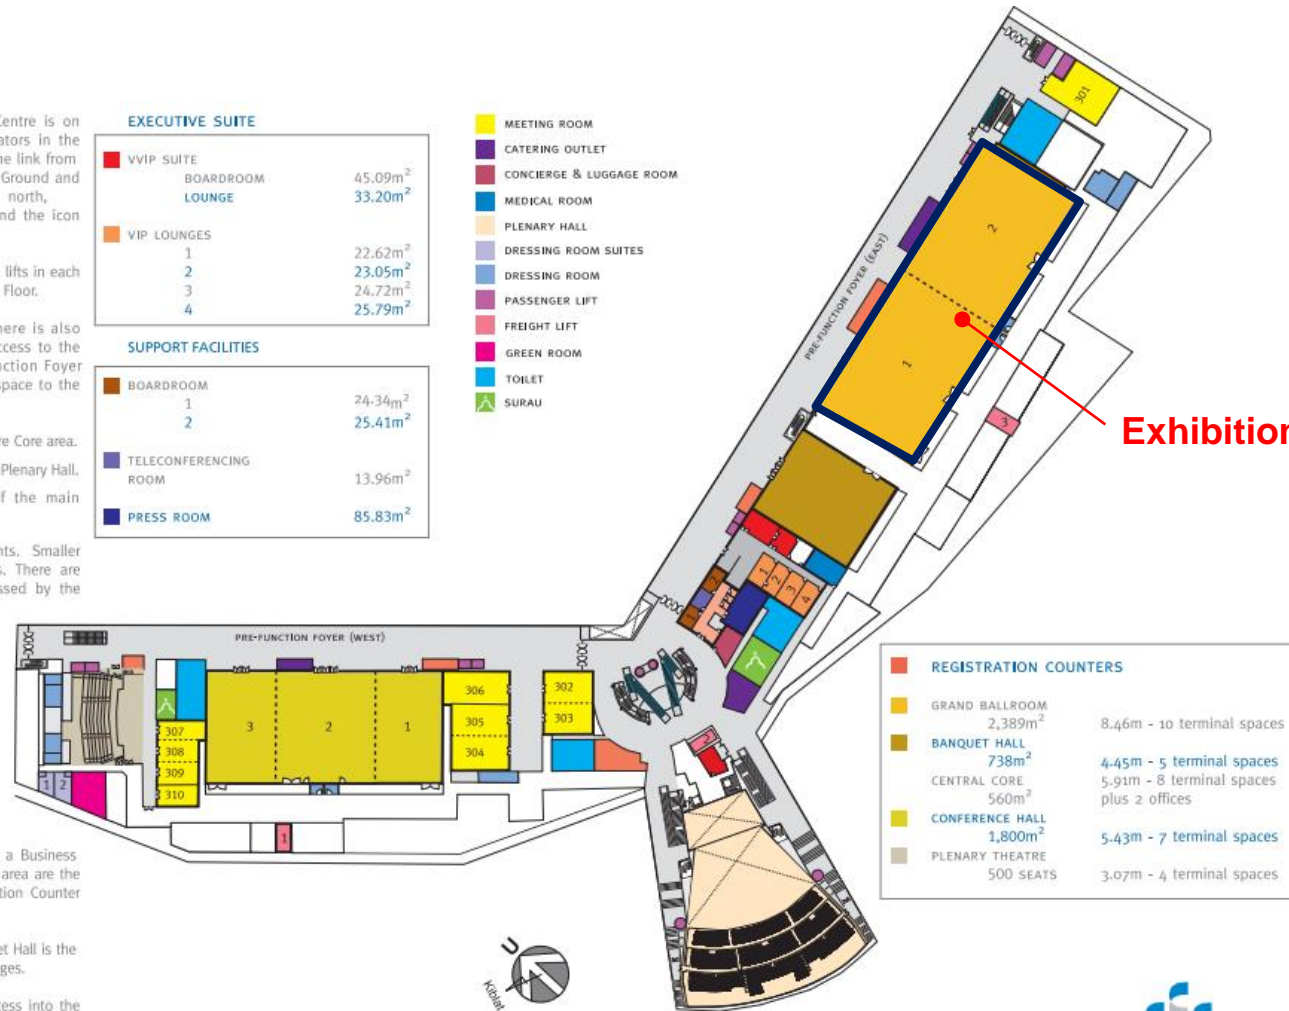 Centre is on
ators in the
he link from
Ground and
north,
nd the icon
lifts in each
Floor.
here is also
ccess to the
nction Foyer
space to the
re Core area.
Plenary Hall.
f the main
nts. Smaller
s. There are
ssed by the
a Business
area are the
tion Counter
et Hall is the
ges.
cess into the
EXECUTIVE SUITE
VVIP SUITE
BOARDROOM 45.09m²
LOUNGE 33.20m²
VIP LOUNGES
1 22.62m²
2 23.05m²
3 24.72m²
4 25.79m²
SUPPORT FACILITIES
BOARDROOM
1 24-34m²
2 25.41m²
TELECONFERENCING
ROOM 13.96m²
PRESS ROOM 85.83m²
MEETING ROOM
CATERING OUTLET
CONCIERGE & LUGGAGE ROOM
MEDICAL ROOM
PLENARY HALL
DRESSING ROOM SUITES
DRESSING ROOM
PASSENGER LIFT
FREIGHT LIFT
GREEN ROOM
TOILET
SURAU
301
2
1
PRE-FUNCTION FOYER (EAST)
3
Exhibition
1
2
3
4
2
1
PRE-FUNCTION FOYER (WEST)
306
305
304
302
303
307
308
309
310
3
2
1
1
2
1
2
U
Kiblat
REGISTRATION COUNTERS
GRAND BALLROOM
2,389m² 8.46m - 10 terminal spaces
BANQUET HALL
738m² 4.45m - 5 terminal spaces
CENTRAL CORE 5.91m - 8 terminal spaces
560m² plus 2 offices
CONFERENCE HALL
1,800m² 5.43m - 7 terminal spaces
PLENARY THEATRE
500 SEATS 3.07m - 4 terminal spaces